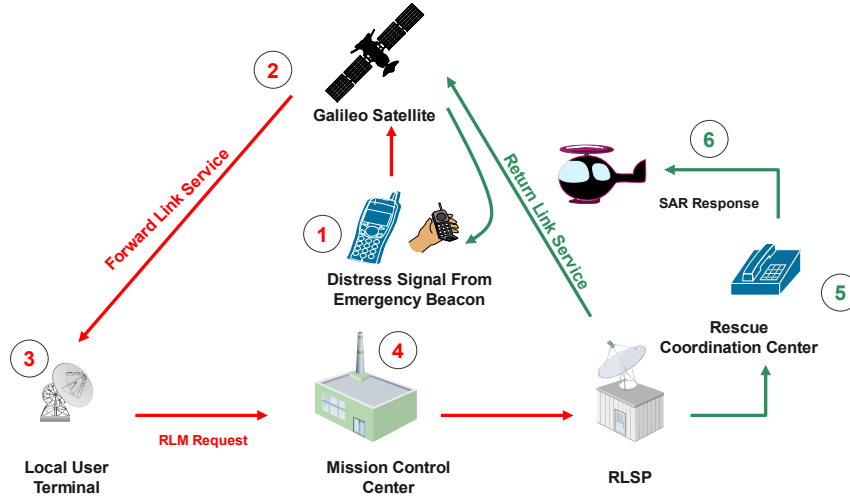 2
Galileo Satellite
Forward Link Service
Return Link Service
6
SAR Response
1
Distress Signal From
Emergency Beacon
5
Rescue
Coordination Center
3
4
RLM Request
Local User
Terminal
Mission Control
Center
RLSP